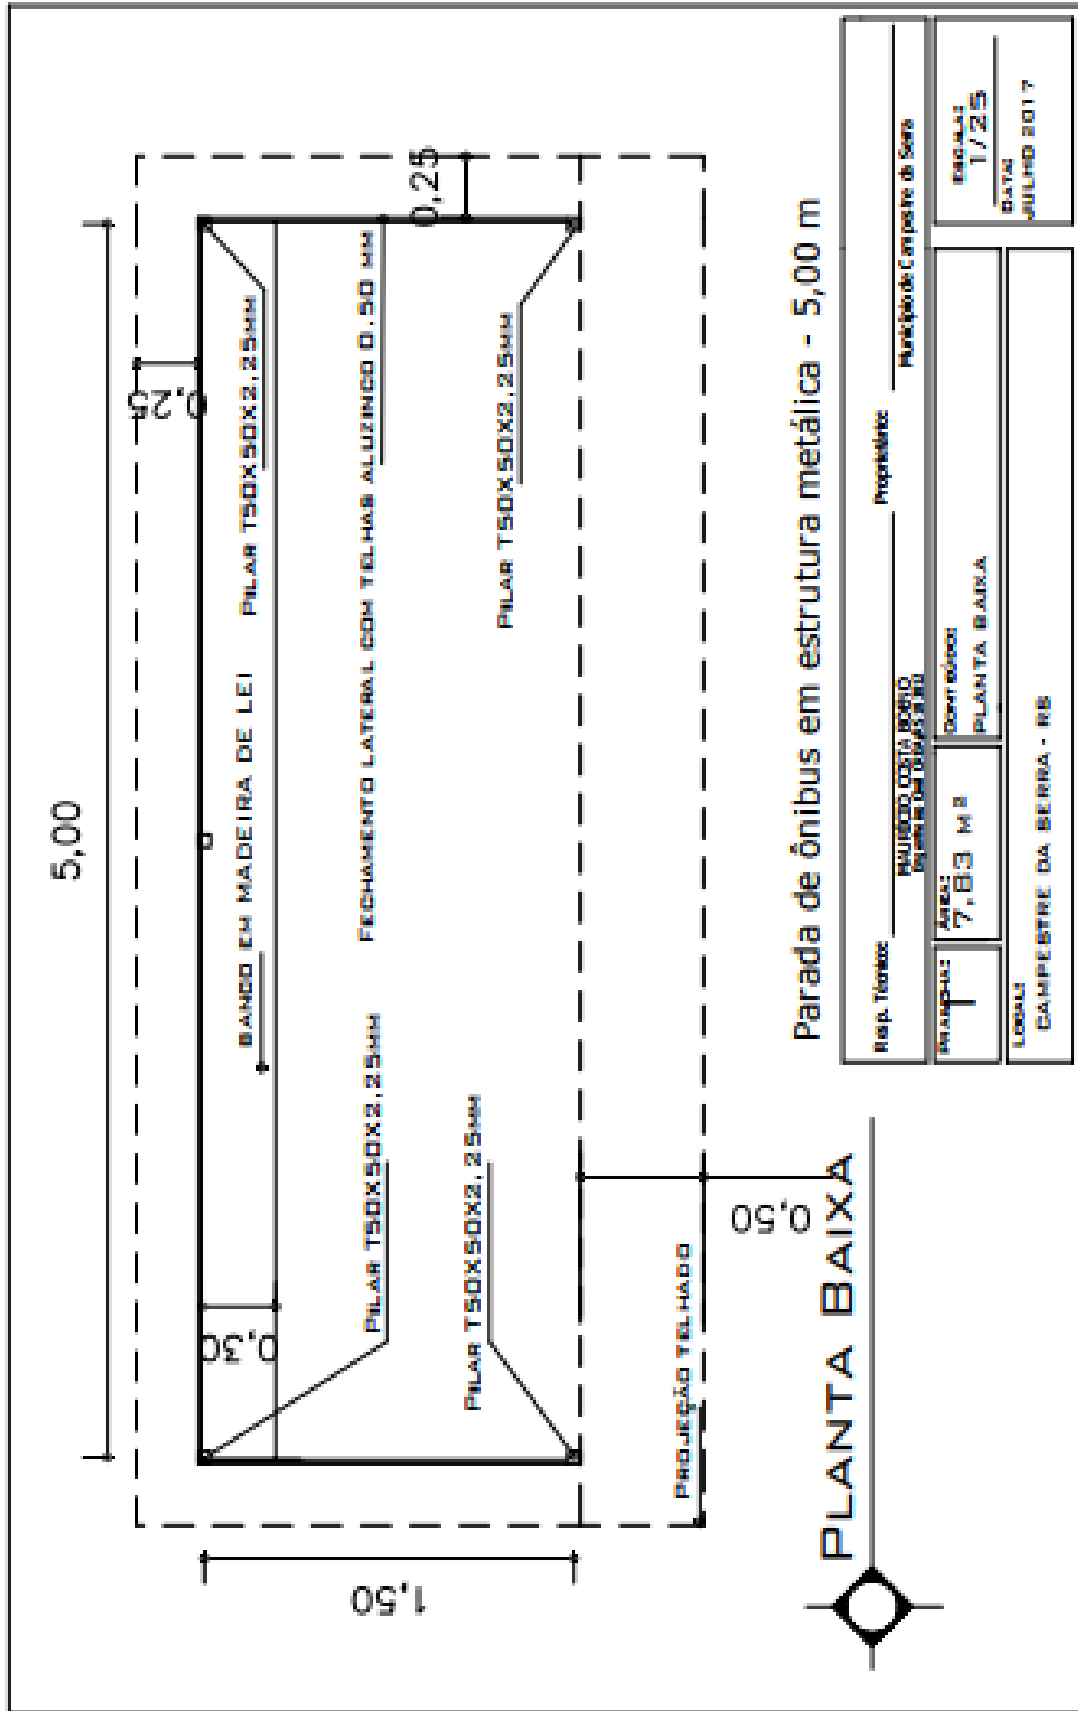 5,00
0,25
0,25
PILAR T50X50X2,25MM
BANCO EM MADEIRA DE LEI
0,30
FECHAMENTO LATERAL COM TELHAS ALUZINCO 0.50 MM
PILAR T50X50X2,25MM
PILAR T50X50X2,25MM
PILAR T50X50X2,25MM
1,50
0,50
PROJEÇÃO TELHADO
PLANTA BAIXA
Parada de ônibus em estrutura metálica - 5,00 m
Resp. Técnico:
MAURÍCIO COSTA
Proprietário:
Município de Campestre da Serra
PRANCHA:
1
ÁREA:
7,83 M²
CONTEÚDO:
PLANTA BAIXA
ESCALA:
1/25
DATA:
JULHO 2017
LOCAL:
CAMPESTRE DA SERRA - RS